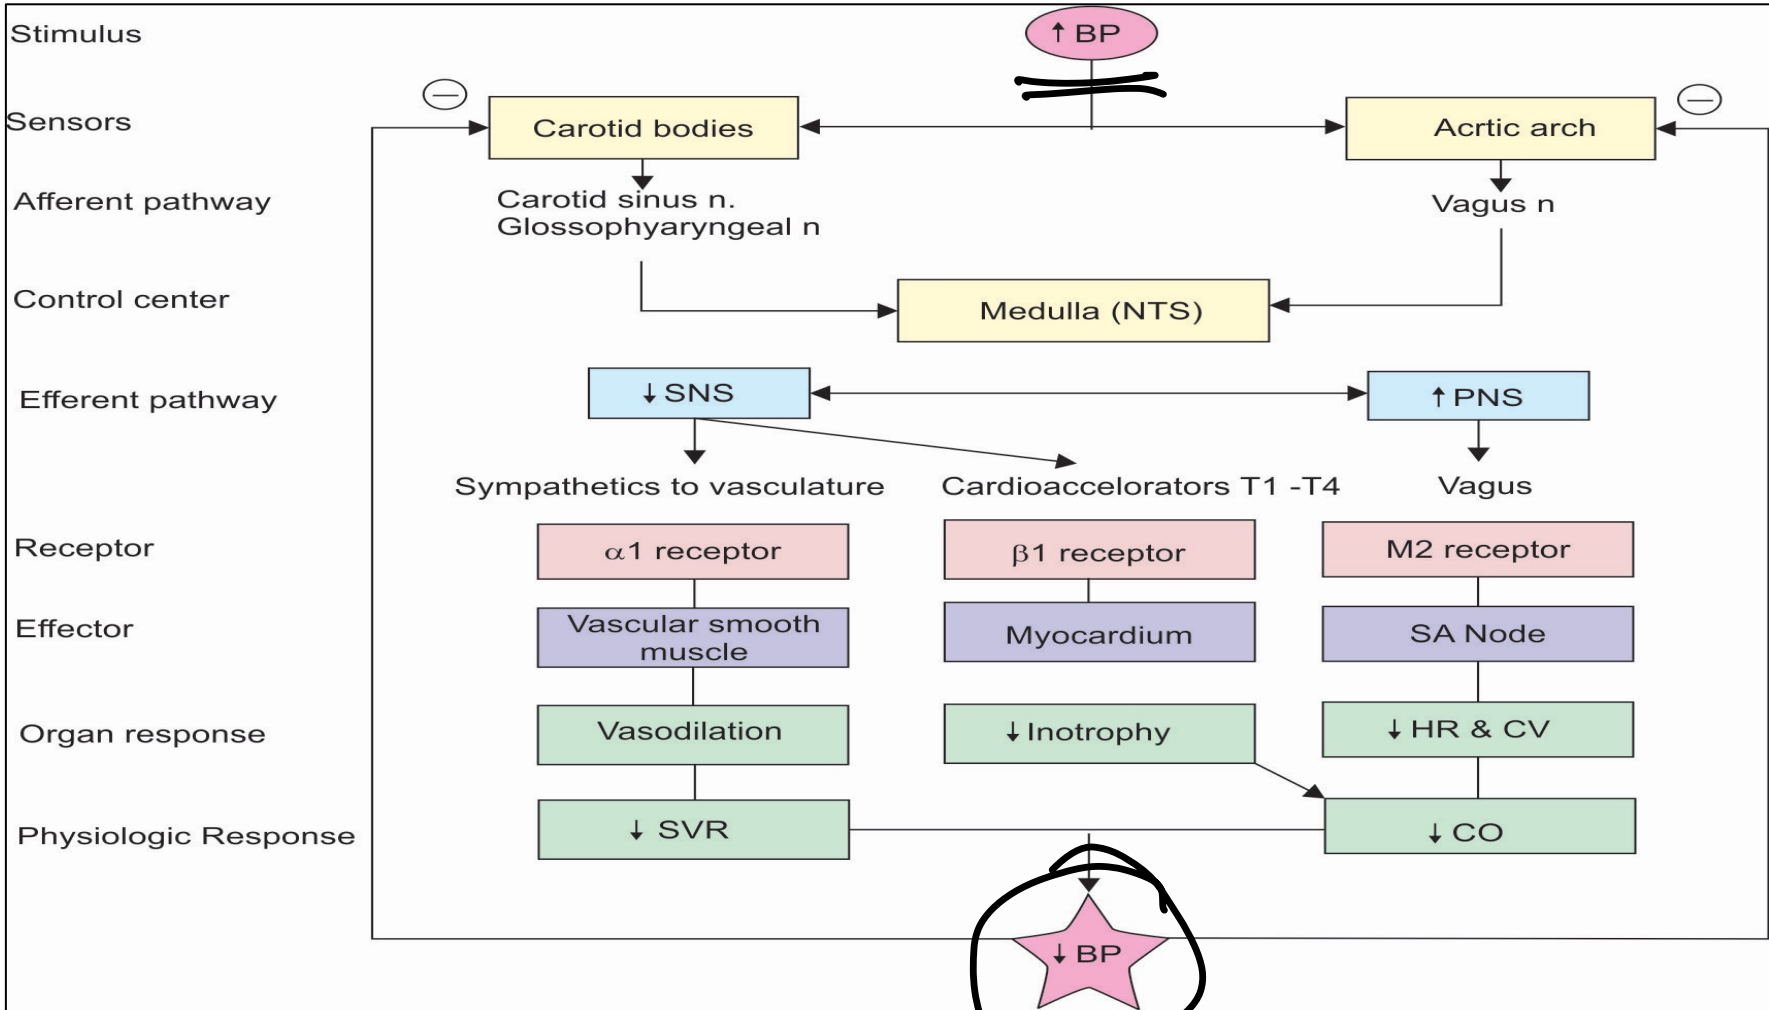 Stimulus
↑ BP
Sensors
Carotid bodies
Acrtic arch
Afferent pathway
Carotid sinus n.
Glossophyaryngeal n
Vagus n
Control center
Medulla (NTS)
Efferent pathway
↓ SNS
↑ PNS
Sympathetics to vasculature
Cardioaccelorators T1 -T4
Vagus
Receptor
α1 receptor
β1 receptor
M2 receptor
Effector
Vascular smooth
muscle
Myocardium
SA Node
Organ response
Vasodilation
↓ Inotrophy
↓ HR & CV
Physiologic Response
↓ SVR
↓ CO
↓ BP